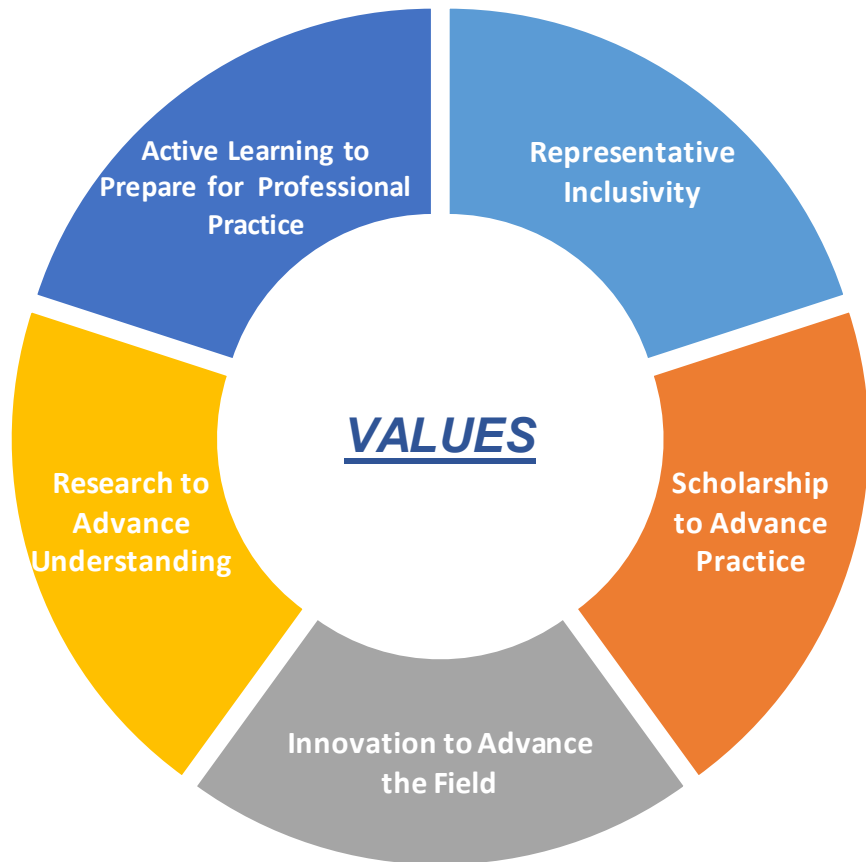 Active Learning to
Prepare for Professional
Practice
Representative
Inclusivity
VALUES
Research to
Advance
Understanding
Scholarship
to Advance
Practice
Innovation to Advance
the Field